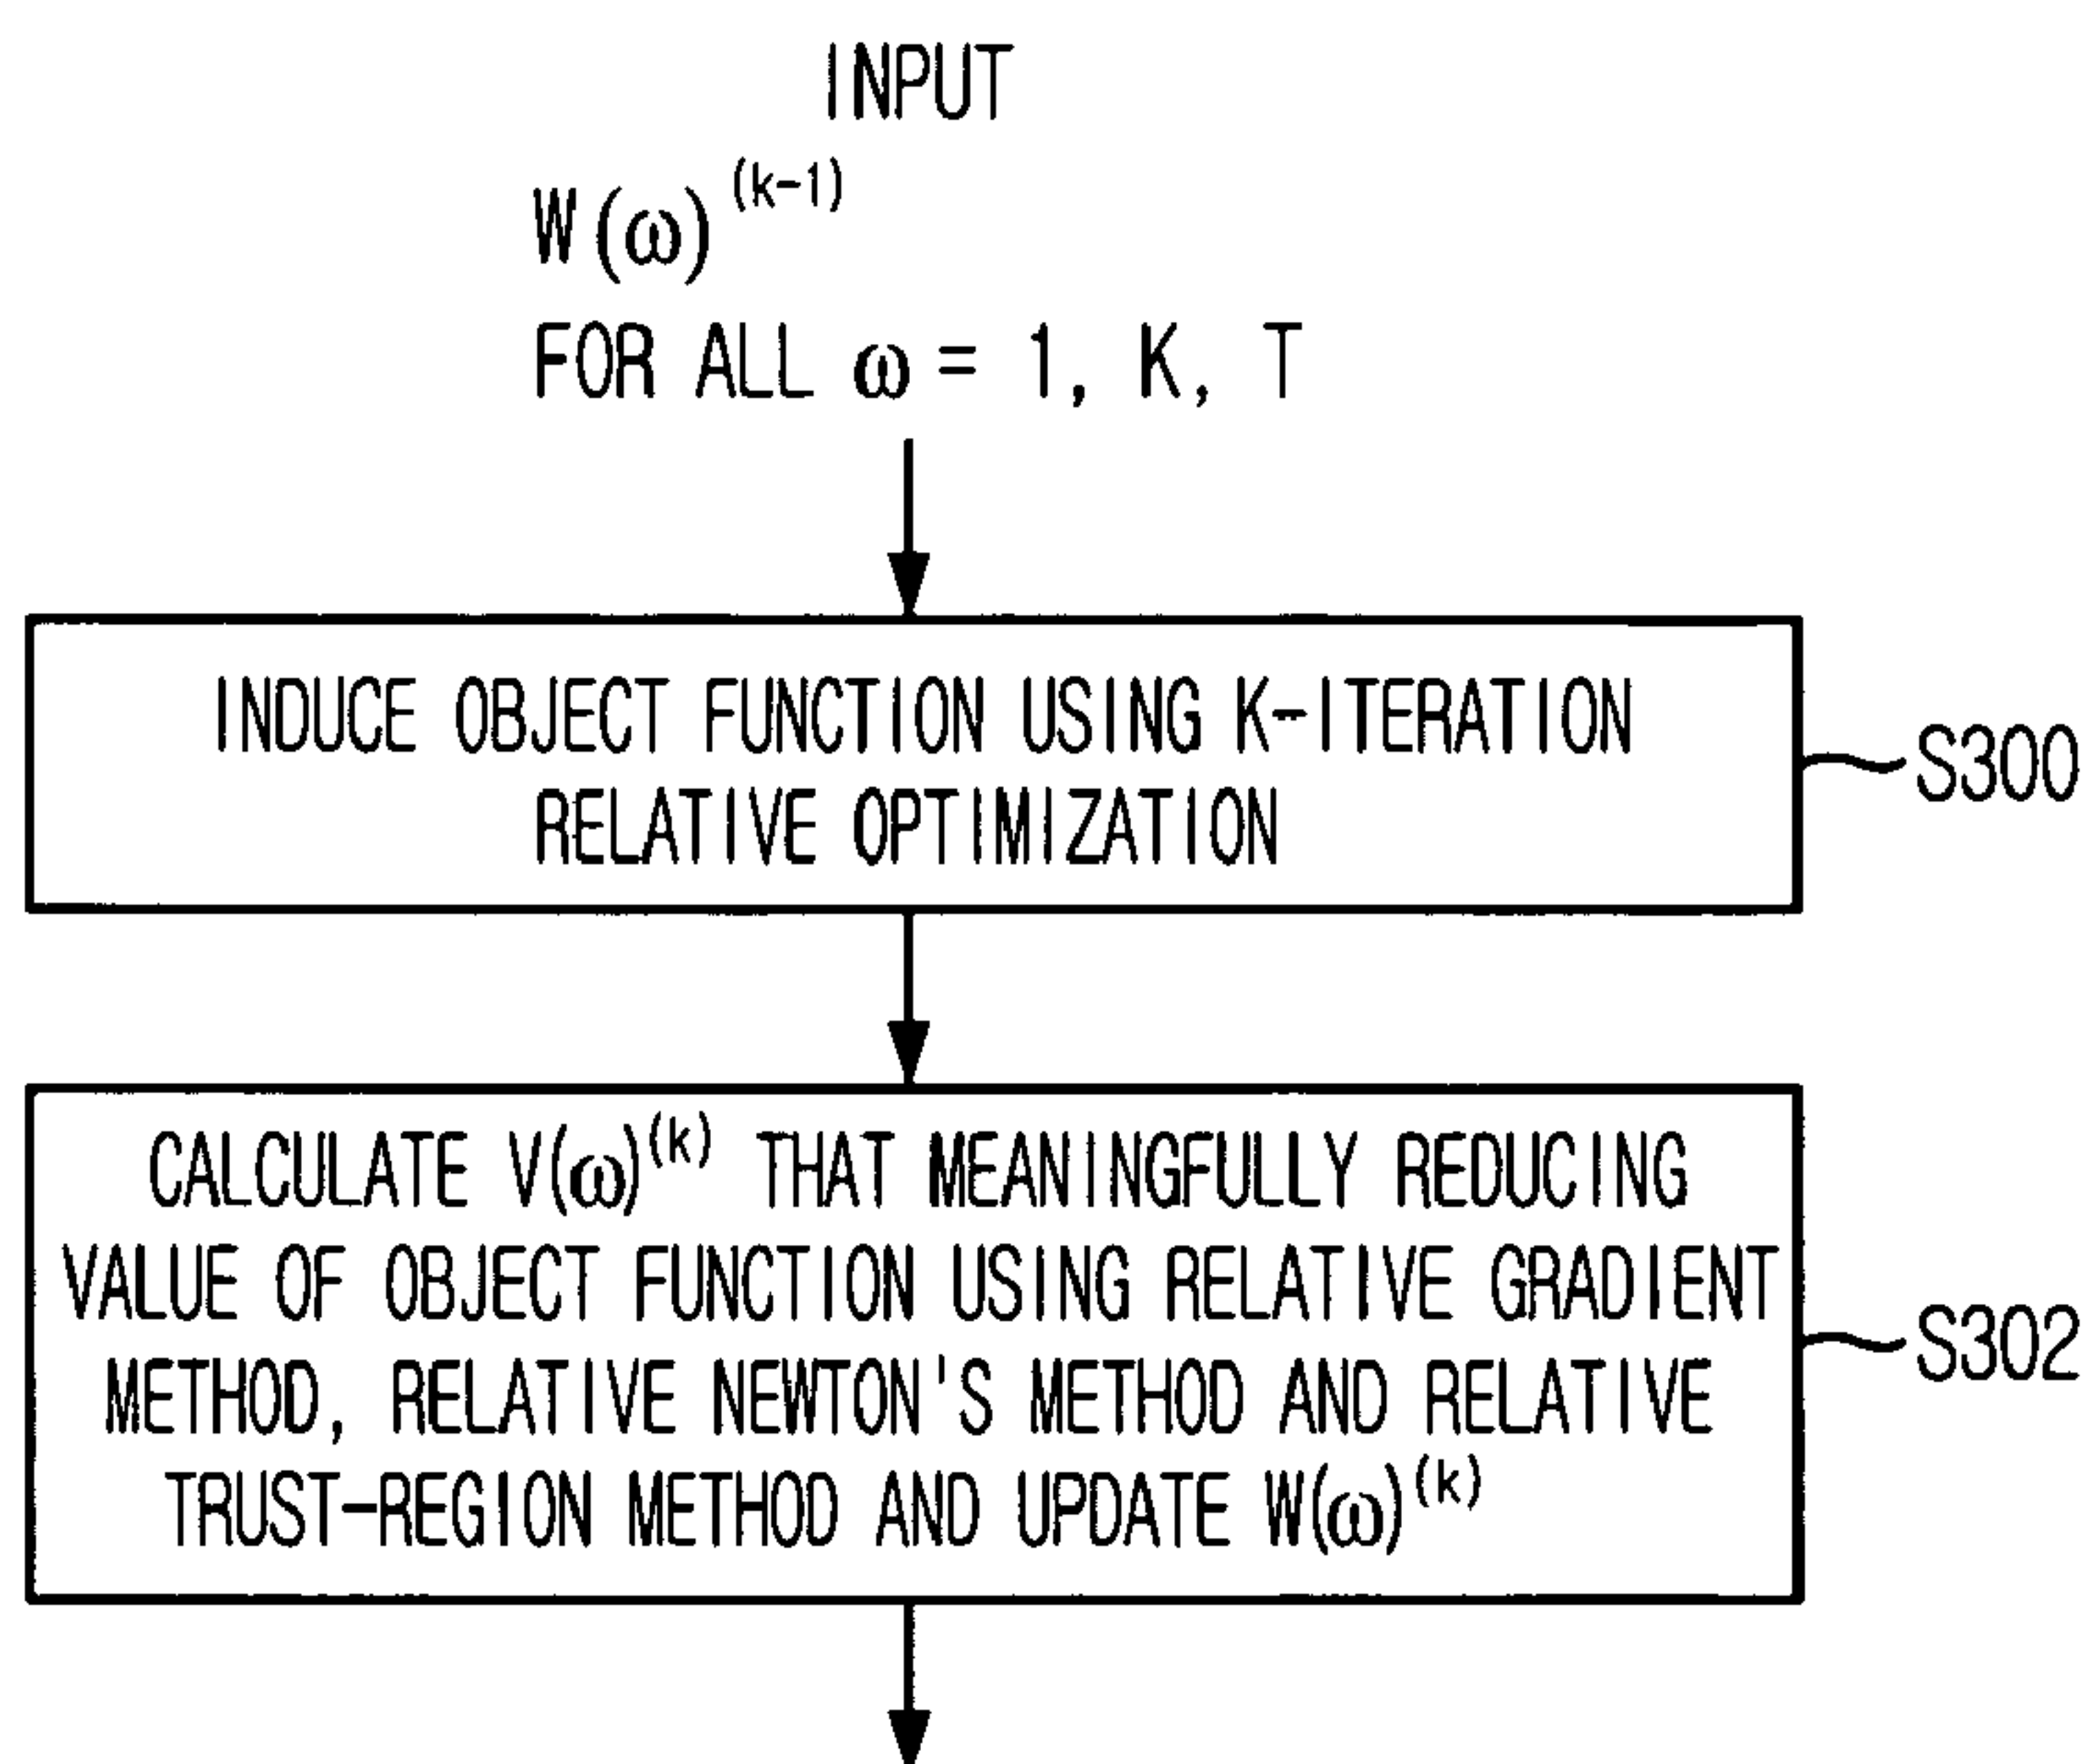 INPUT
W(ω)^(k-1)
FOR ALL ω = 1, K, T
INDUCE OBJECT FUNCTION USING K-ITERATION
RELATIVE OPTIMIZATION
S300
CALCULATE V(ω)^(k) THAT MEANINGFULLY REDUCING
VALUE OF OBJECT FUNCTION USING RELATIVE GRADIENT
METHOD, RELATIVE NEWTON'S METHOD AND RELATIVE
TRUST-REGION METHOD AND UPDATE W(ω)^(k)
S302